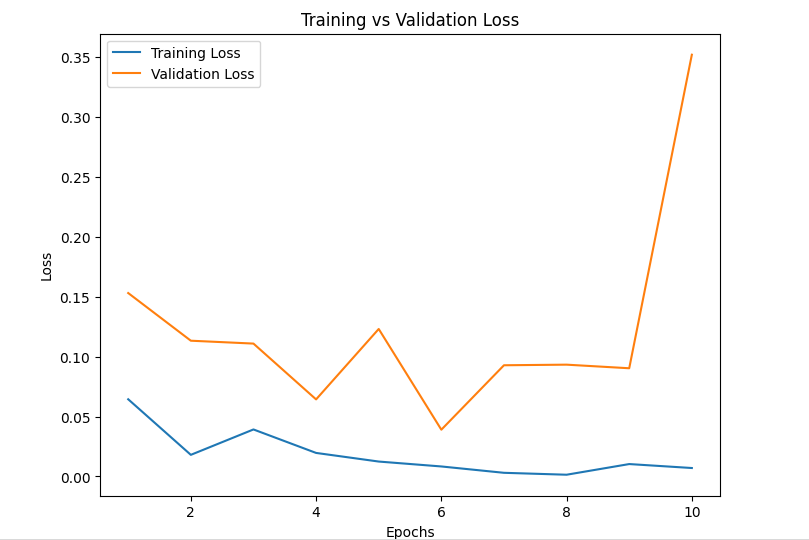 Training vs Validation Loss
Training Loss
Validation Loss
0.35
0.30
0.25
0.20
0.15
0.10
0.05
0.00
Loss
2 4 6 8 10
Epochs